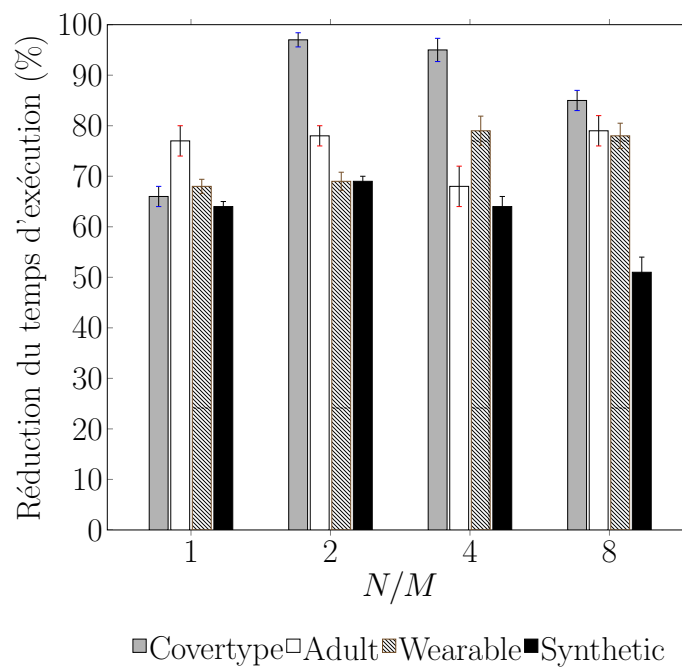 Réduction du temps d'exécution (%)
100
90
80
70
60
50
40
30
20
10
0
1 2 4 8
N/M
Covertype Adult Wearable Synthetic